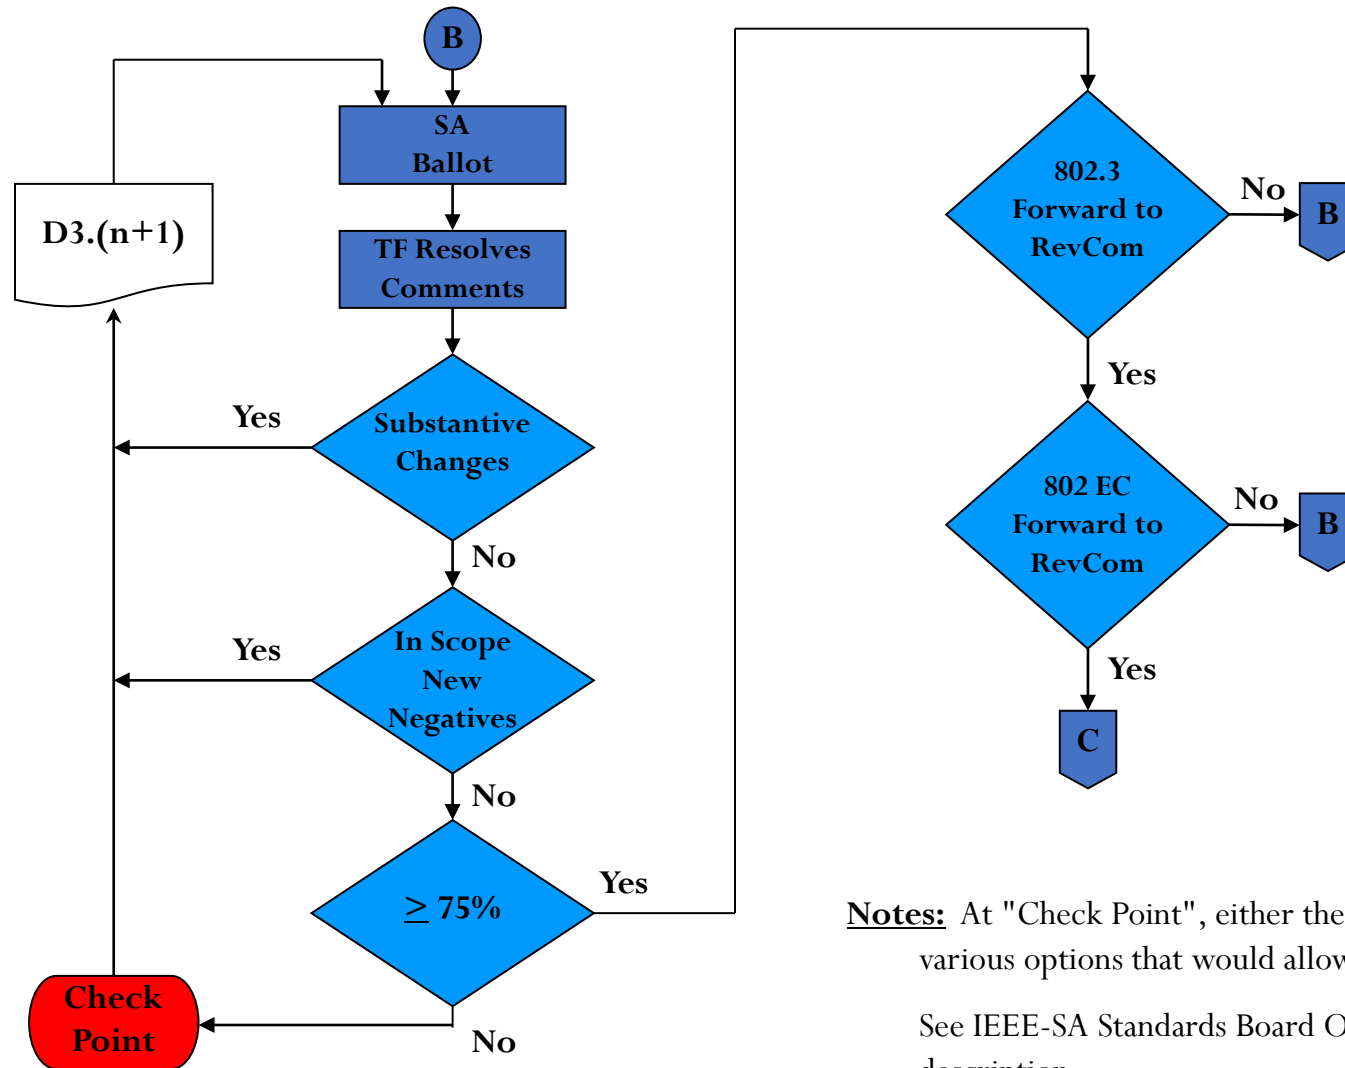 B
SA
Ballot
D3.(n+1)
TF Resolves
Comments
Substantive
Changes
Yes
No
In Scope
New
Negatives
Yes
No
≥ 75%
Yes
No
Check
Point
802.3
Forward to
RevCom
No
B
Yes
802 EC
Forward to
RevCom
No
B
Yes
C
Notes: At "Check Point", either the
various options that would allow
See IEEE-SA Standards Board O
description